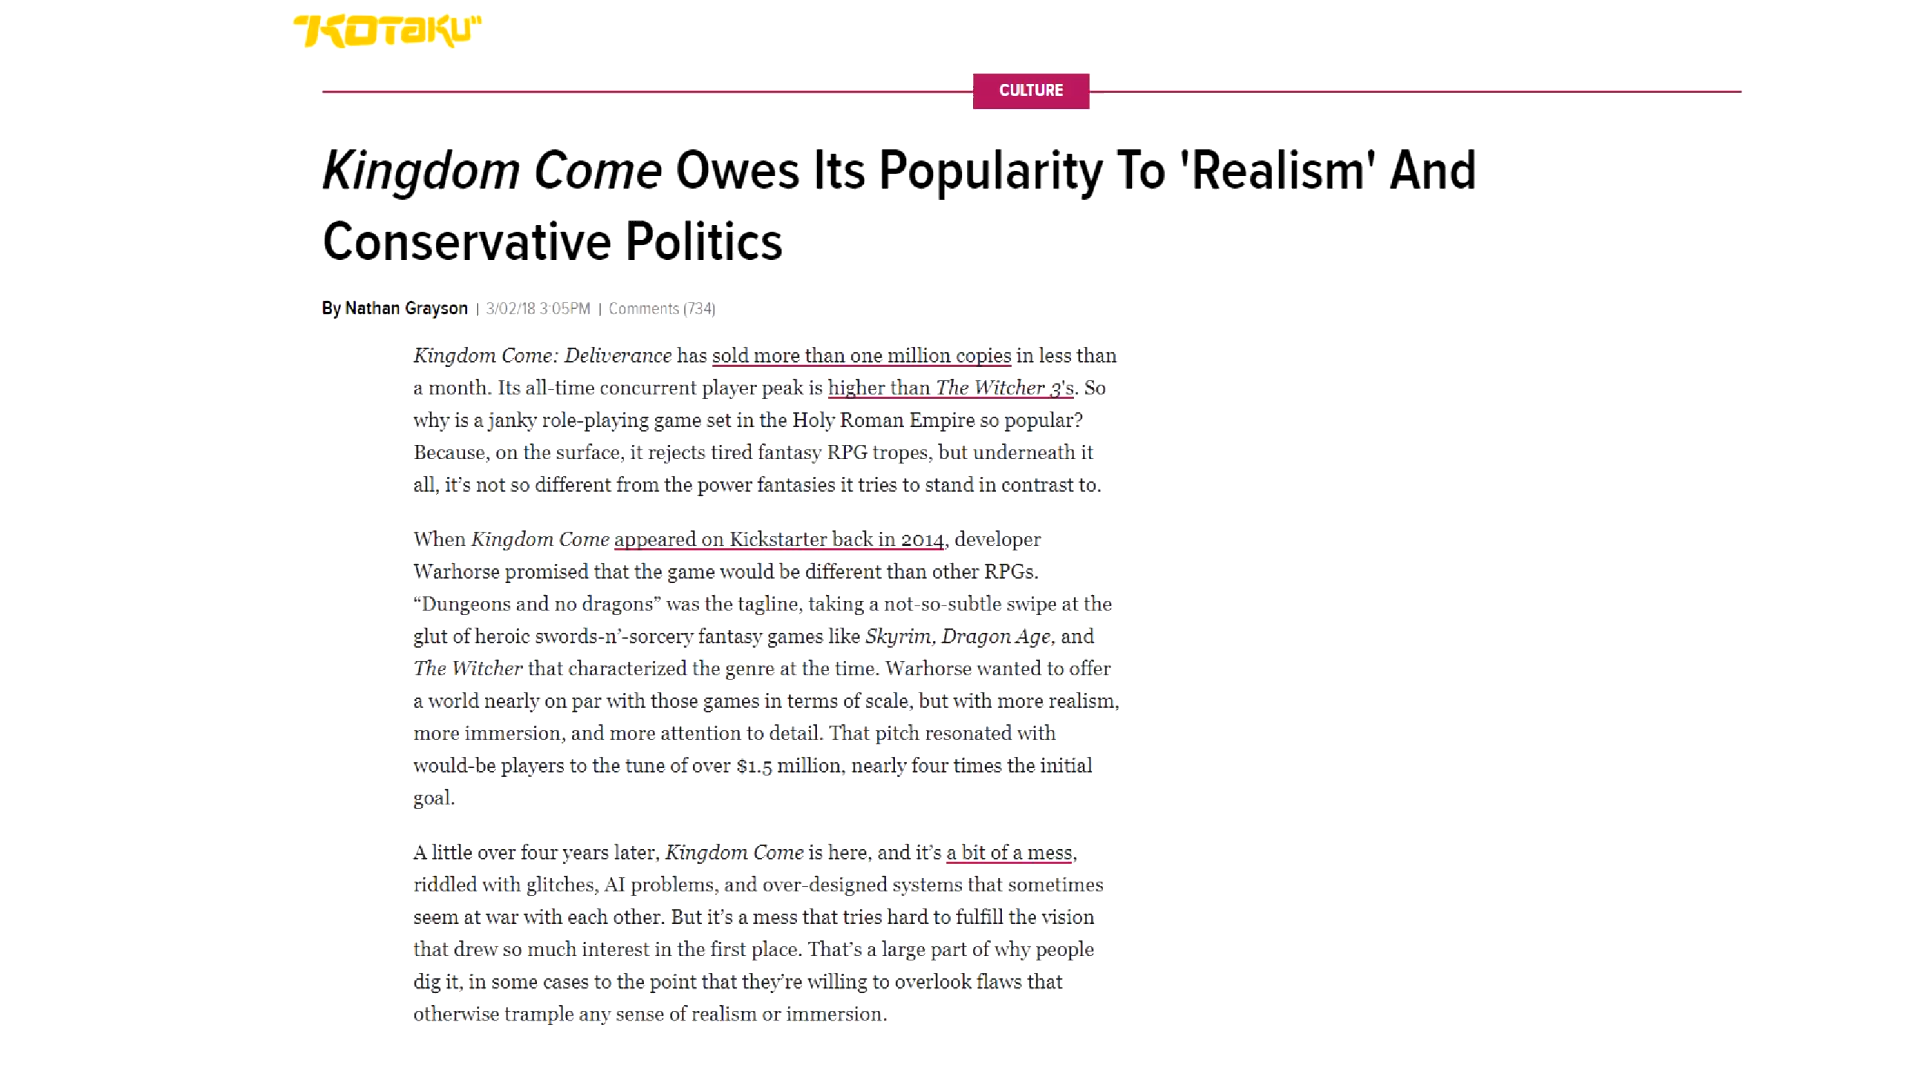 KOTAKU
CULTURE
Kingdom Come Owes Its Popularity To 'Realism' And
Conservative Politics
By Nathan Grayson | 3/02/18 3:05PM | Comments (734)
Kingdom Come: Deliverance has sold more than one million copies in less than
a month. Its all-time concurrent player peak is higher than The Witcher 3's. So
why is a janky role-playing game set in the Holy Roman Empire so popular?
Because, on the surface, it rejects tired fantasy RPG tropes, but underneath it
all, it’s not so different from the power fantasies it tries to stand in contrast to.
When Kingdom Come appeared on Kickstarter back in 2014, developer
Warhorse promised that the game would be different than other RPGs.
“Dungeons and no dragons” was the tagline, taking a not-so-subtle swipe at the
glut of heroic swords-n’-sorcery fantasy games like Skyrim, Dragon Age, and
The Witcher that characterized the genre at the time. Warhorse wanted to offer
a world nearly on par with those games in terms of scale, but with more realism,
more immersion, and more attention to detail. That pitch resonated with
would-be players to the tune of over $1.5 million, nearly four times the initial
goal.
A little over four years later, Kingdom Come is here, and it’s a bit of a mess,
riddled with glitches, AI problems, and over-designed systems that sometimes
seem at war with each other. But it’s a mess that tries hard to fulfill the vision
that drew so much interest in the first place. That’s a large part of why people
dig it, in some cases to the point that they’re willing to overlook flaws that
otherwise trample any sense of realism or immersion.